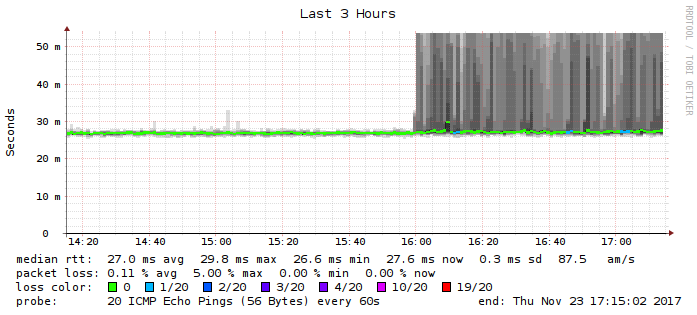 Last 3 Hours
RRDTOOL / TOBI OETIKER
Seconds
50 m
40 m
30 m
20 m
10 m
0
14:20 14:40 15:00 15:20 15:40 16:00 16:20 16:40 17:00
median rtt: 27.0 ms avg 29.8 ms max 26.6 ms min 27.6 ms now 0.3 ms sd 87.5 am/s
packet loss: 0.11 % avg 5.00 % max 0.00 % min 0.00 % now
loss color: 0 1/20 2/20 3/20 4/20 10/20 19/20
probe: 20 ICMP Echo Pings (56 Bytes) every 60s end: Thu Nov 23 17:15:02 2017